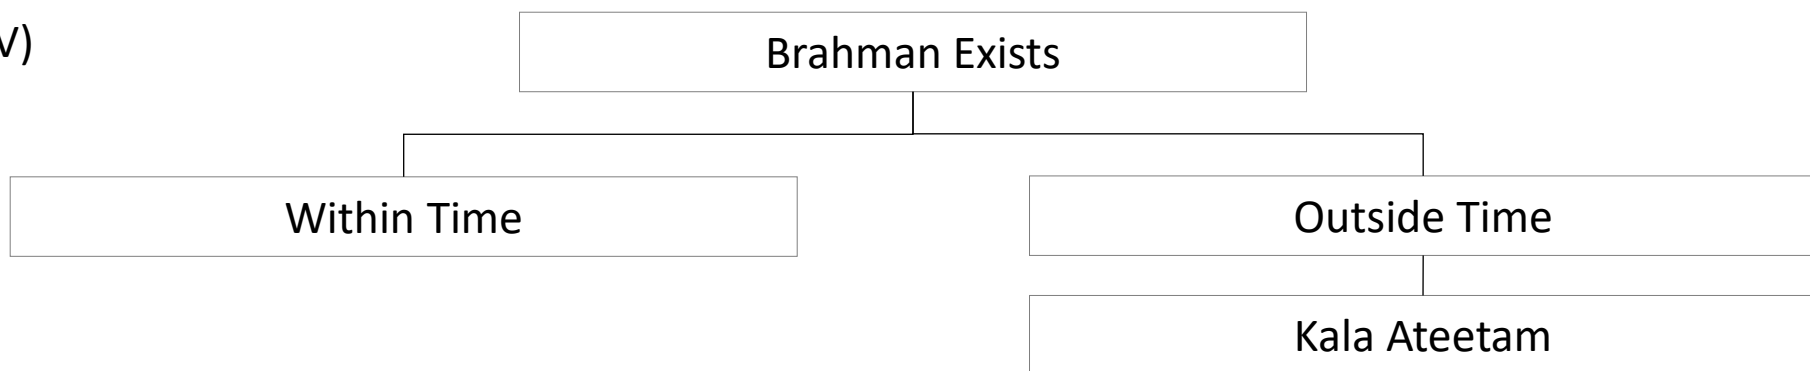 V)
Brahman Exists
Within Time
Outside Time
Kala Ateetam